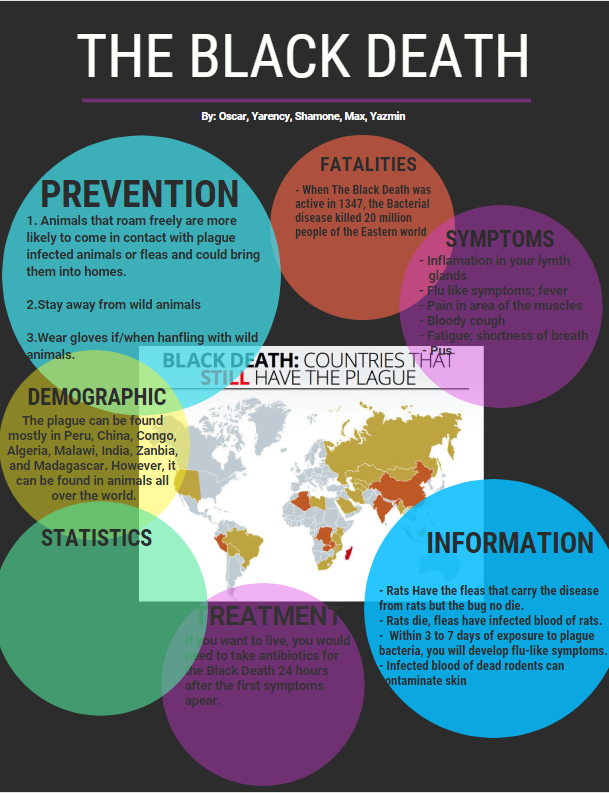 THE BLACK DEATH
By: Oscar, Yarency, Shamone, Max, Yazmin
PREVENTION
1. Animals that roam freely are more
likely to come in contact with plague
infected animals or fleas and could bring
them into homes.
2.Stay away from wild animals
3.Wear gloves if/when hanfling with wild
animals.
FATALITIES
- When The Black Death was
active in 1347, the Bacterial
disease killed 20 million
people of the Eastern world
SYMPTOMS
- Inflamation in your lymth
glands
- Flu like symptoms; fever
- Pain in area of the muscles
- Bloody cough
- Fatigue; shortness of breath
- Pus
BLACK DEATH: COUNTRIES THAT
STILL HAVE THE PLAGUE
DEMOGRAPHIC
The plague can be found
mostly in Peru, China, Congo,
Algeria, Malawi, India, Zanbia,
and Madagascar. However, it
can be found in animals all
over the world.
STATISTICS
INFORMATION
- Rats Have the fleas that carry the disease
from rats but the bug no die.
- Rats die, fleas have infected blood of rats.
- Within 3 to 7 days of exposure to plague
bacteria, you will develop flu-like symptoms.
- Infected blood of dead rodents can
contaminate skin
TREATMENT
If you want to live, you would
need to take antibiotics for
the Black Death 24 hours
after the first symptoms
apear.